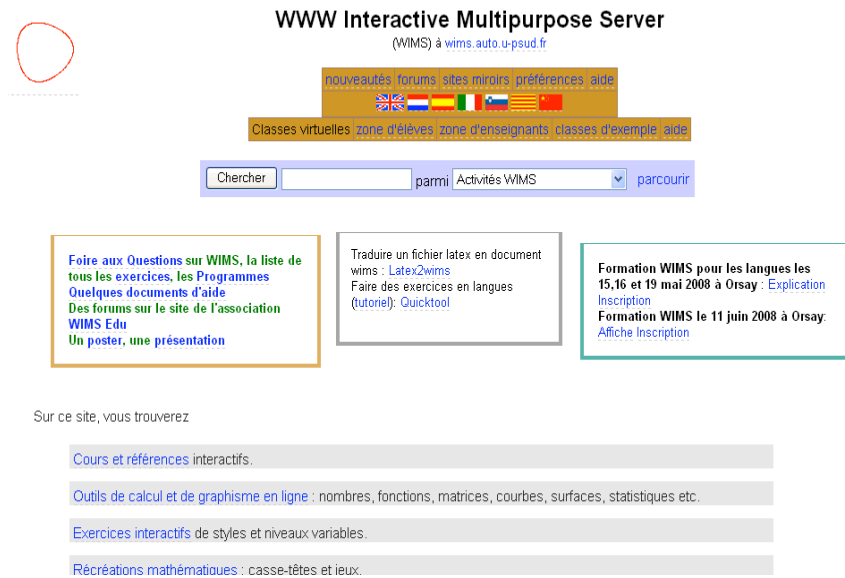 WWW Interactive Multipurpose Server
(WIMS) à wims.auto.u-psud.fr
nouveautés forums sites miroirs préférences aide
Classes virtuelles zone d'élèves zone d'enseignants classes d'exemple aide
Chercher parmi Activités WIMS parcourir
Foire aux Questions sur WIMS, la liste de
tous les exercices, les Programmes
Quelques documents d'aide
Des forums sur le site de l'association
WIMS Edu
Un poster, une présentation
Traduire un fichier latex en document
wims : Latex2wims
Faire des exercices en langues
(tutoriel): Quicktool
Formation WIMS pour les langues les
15,16 et 19 mai 2008 à Orsay : Explication
Inscription
Formation WIMS le 11 juin 2008 à Orsay:
Affiche Inscription
Sur ce site, vous trouverez
Cours et références interactifs.
Outils de calcul et de graphisme en ligne : nombres, fonctions, matrices, courbes, surfaces, statistiques etc.
Exercices interactifs de styles et niveaux variables.
Récréations mathématiques : casse-têtes et jeux.